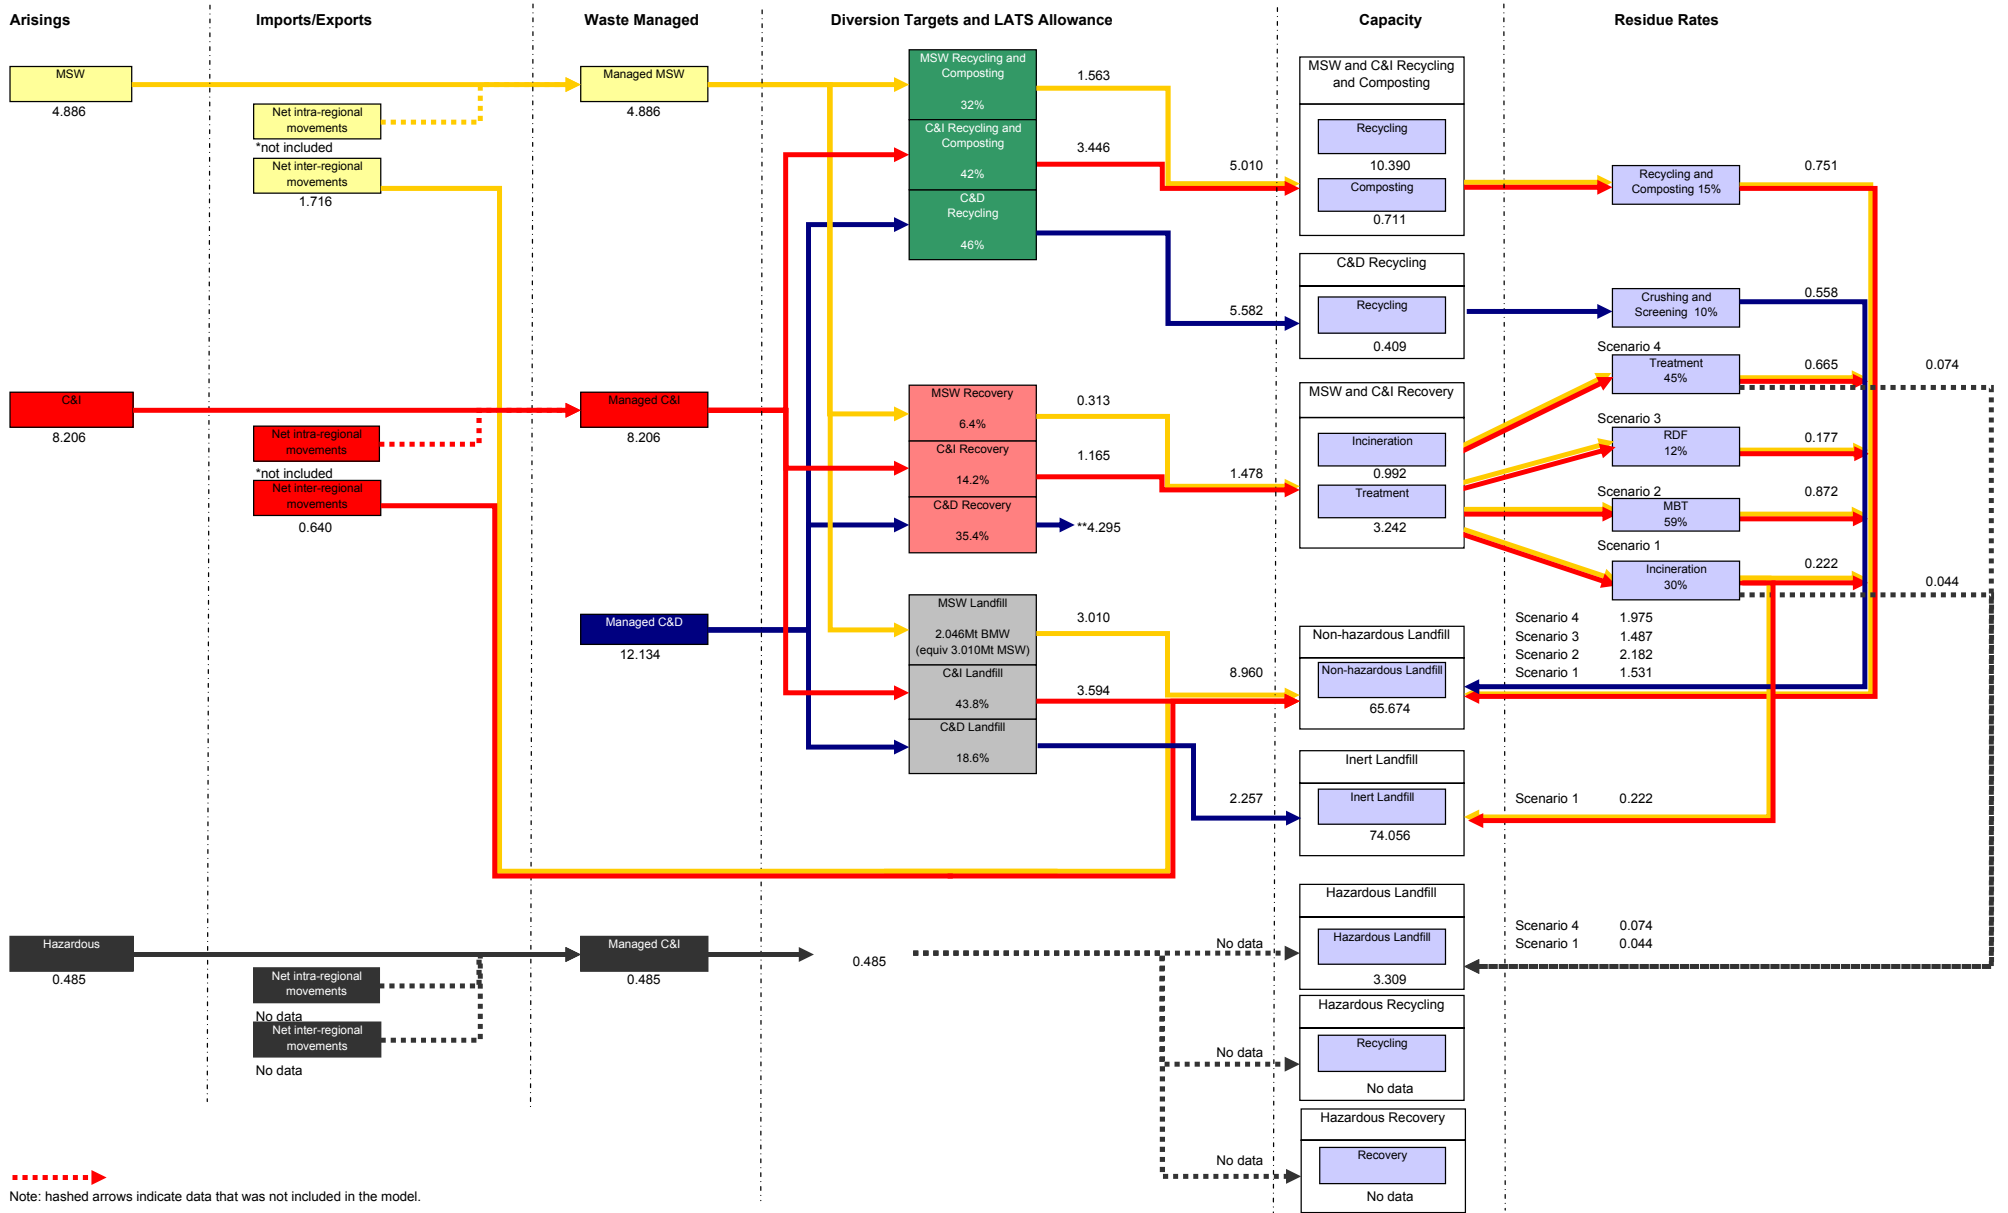 Arisings
Imports/Exports
Waste Managed
Diversion Targets and LATS Allowance
Capacity
Residue Rates
MSW
4.886
Net intra-regional
movements
*not included
Net inter-regional
movements
1.716
Managed MSW
4.886
MSW Recycling and
Composting
32%
1.563
C&I Recycling and
Composting
42%
3.446
C&D
Recycling
46%
5.010
5.582
MSW and C&I Recycling
and Composting
Recycling
10.390
Composting
0.711
Recycling and
Composting 15%
0.751
C&D Recycling
Recycling
0.409
Crushing and
Screening 10%
0.558
C&I
8.206
Net intra-regional
movements
*not included
Net inter-regional
movements
0.640
Managed C&I
8.206
MSW Recovery
6.4%
0.313
C&I Recovery
14.2%
1.165
C&D Recovery
35.4%
**4.295
1.478
MSW and C&I Recovery
Incineration
0.992
Treatment
3.242
Scenario 4
Treatment
45%
0.665
0.074
Scenario 3
RDF
12%
0.177
Scenario 2
MBT
59%
0.872
Scenario 1
Incineration
30%
0.222
0.044
Managed C&D
12.134
MSW Landfill
2.046Mt BMW
(equiv 3.010Mt MSW)
3.010
C&I Landfill
43.8%
3.594
C&D Landfill
18.6%
8.960
2.257
Non-hazardous Landfill
Non-hazardous Landfill
65.674
Scenario 4 1.975
Scenario 3 1.487
Scenario 2 2.182
Scenario 1 1.531
Inert Landfill
Inert Landfill
74.056
Scenario 1 0.222
Hazardous
0.485
Net intra-regional
movements
No data
Net inter-regional
movements
No data
Managed C&I
0.485
0.485
No data
No data
No data
Hazardous Landfill
Hazardous Landfill
3.309
Scenario 4 0.074
Scenario 1 0.044
Hazardous Recycling
Recycling
No data
Hazardous Recovery
Recovery
No data
Note: hashed arrows indicate data that was not included in the model.